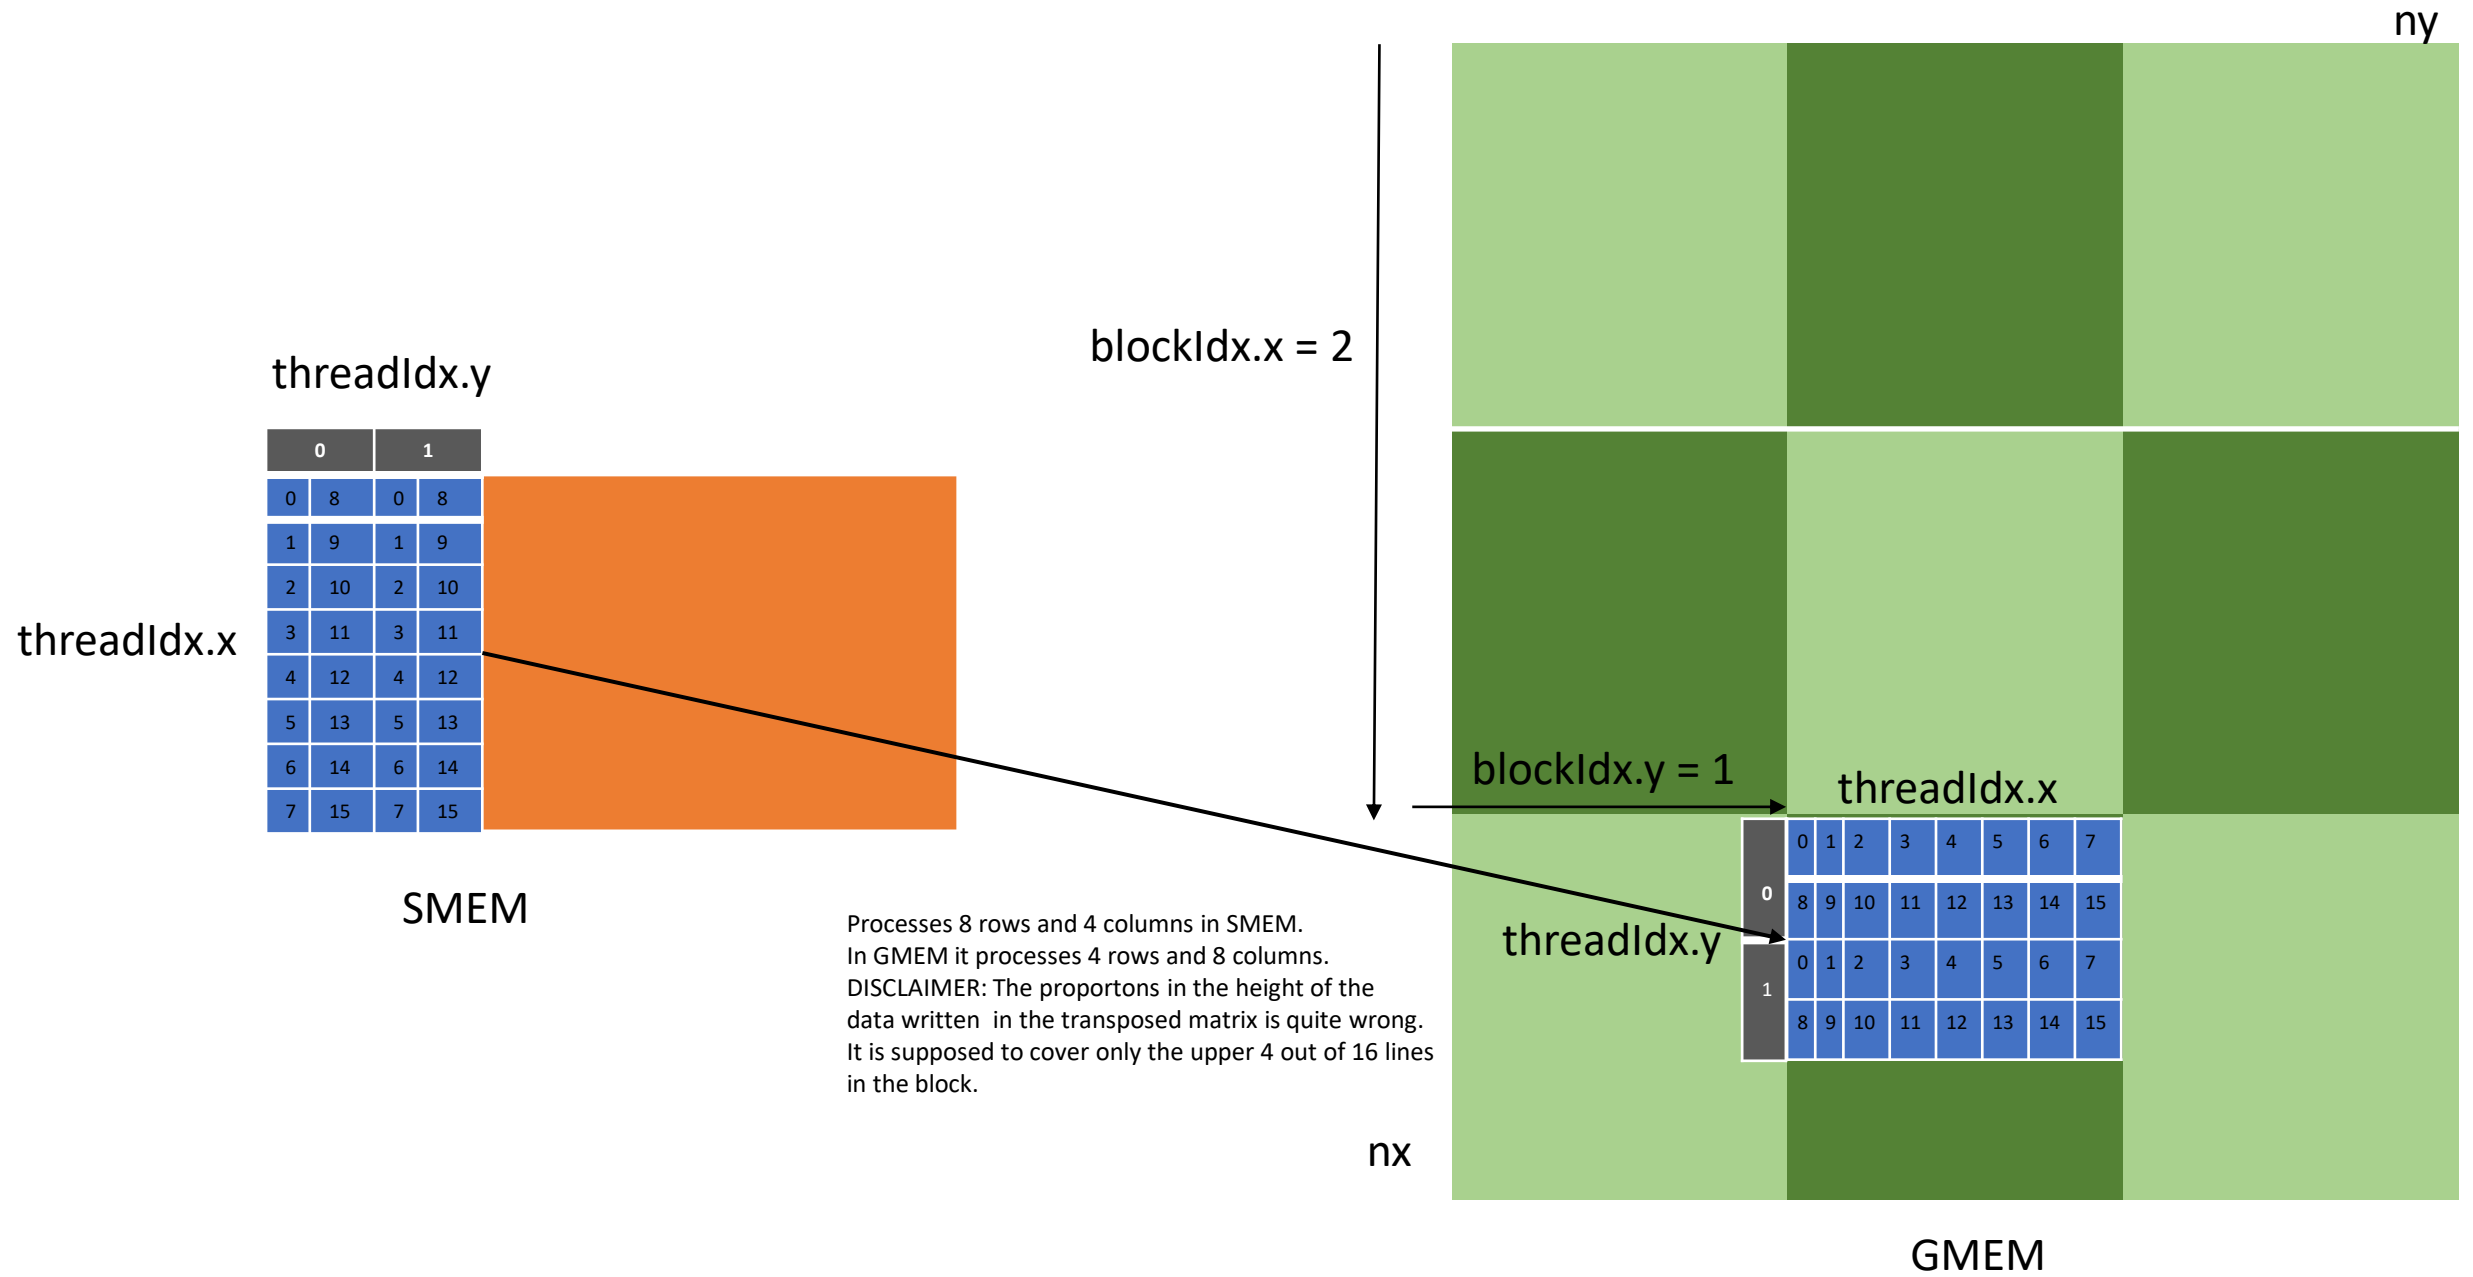 ny
blockIdx.x = 2
threadIdx.y
0 1
0 8 0 8
1 9 1 9
2 10 2 10
3 11 3 11
4 12 4 12
5 13 5 13
6 14 6 14
7 15 7 15
threadIdx.x
SMEM
blockIdx.y = 1
threadIdx.x
0 1 2 3 4 5 6 7
0
8 9 10 11 12 13 14 15
threadIdx.y
0 1 2 3 4 5 6 7
1
8 9 10 11 12 13 14 15
Processes 8 rows and 4 columns in SMEM.
In GMEM it processes 4 rows and 8 columns.
DISCLAIMER: The proportons in the height of the
data written in the transposed matrix is quite wrong.
It is supposed to cover only the upper 4 out of 16 lines
in the block.
nx
GMEM